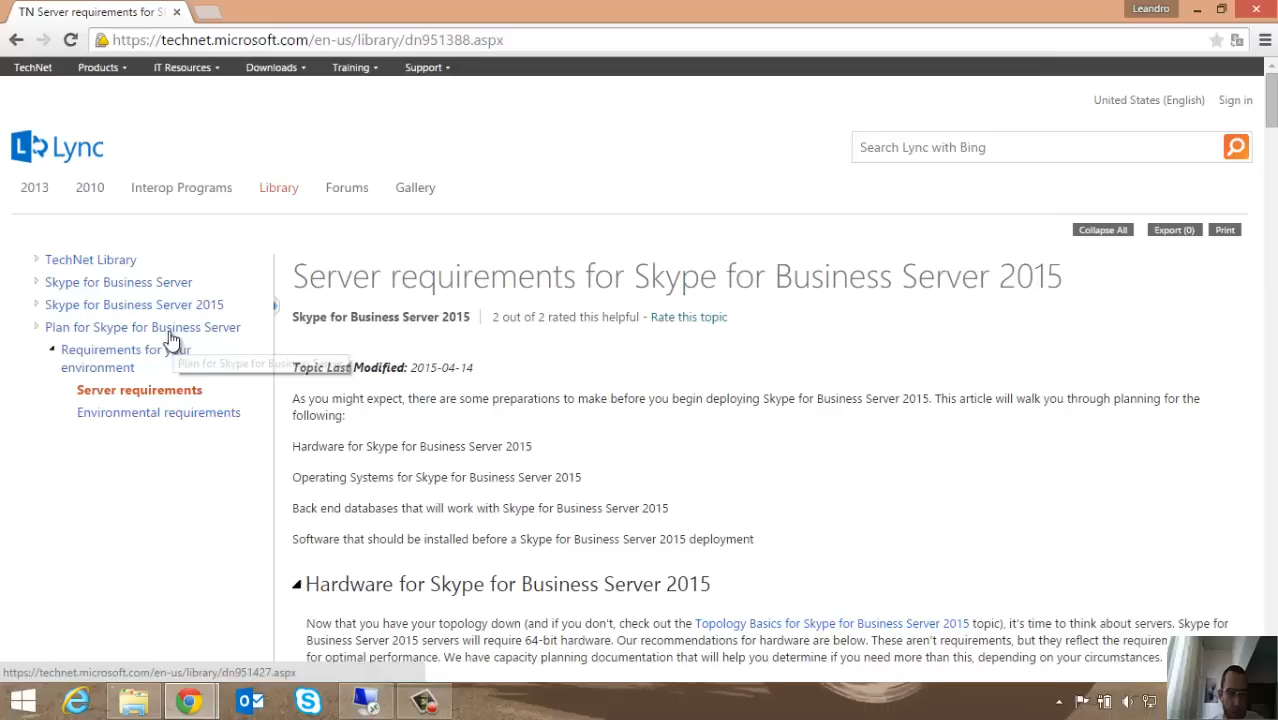 TN Server requirements for S
Leandro
https://technet.microsoft.com/en-us/library/dn951388.aspx
TechNet Products IT Resources Downloads Training Support
United States (English) Sign in
Lync
Search Lync with Bing
2013 2010 Interop Programs Library Forums Gallery
Collapse All Export (0) Print
TechNet Library
Skype for Business Server
Skype for Business Server 2015
Plan for Skype for Business Server
Requirements for your
environment
Server requirements
Environmental requirements
Plan for Skype for Business Server
Server requirements for Skype for Business Server 2015
Skype for Business Server 2015 2 out of 2 rated this helpful - Rate this topic
Topic Last Modified: 2015-04-14
As you might expect, there are some preparations to make before you begin deploying Skype for Business Server 2015. This article will walk you through planning for the
following:
Hardware for Skype for Business Server 2015
Operating Systems for Skype for Business Server 2015
Back end databases that will work with Skype for Business Server 2015
Software that should be installed before a Skype for Business Server 2015 deployment
Hardware for Skype for Business Server 2015
Now that you have your topology down (and if you don't, check out the Topology Basics for Skype for Business Server 2015 topic), it's time to think about servers. Skype for
Business Server 2015 servers will require 64-bit hardware. Our recommendations for hardware are below. These aren't requirements, but they reflect the
for optimal performance. We have capacity planning documentation that will help you determine if you need more than this, depending on your circumstances.
https://technet.microsoft.com/en-us/library/dn951427.aspx